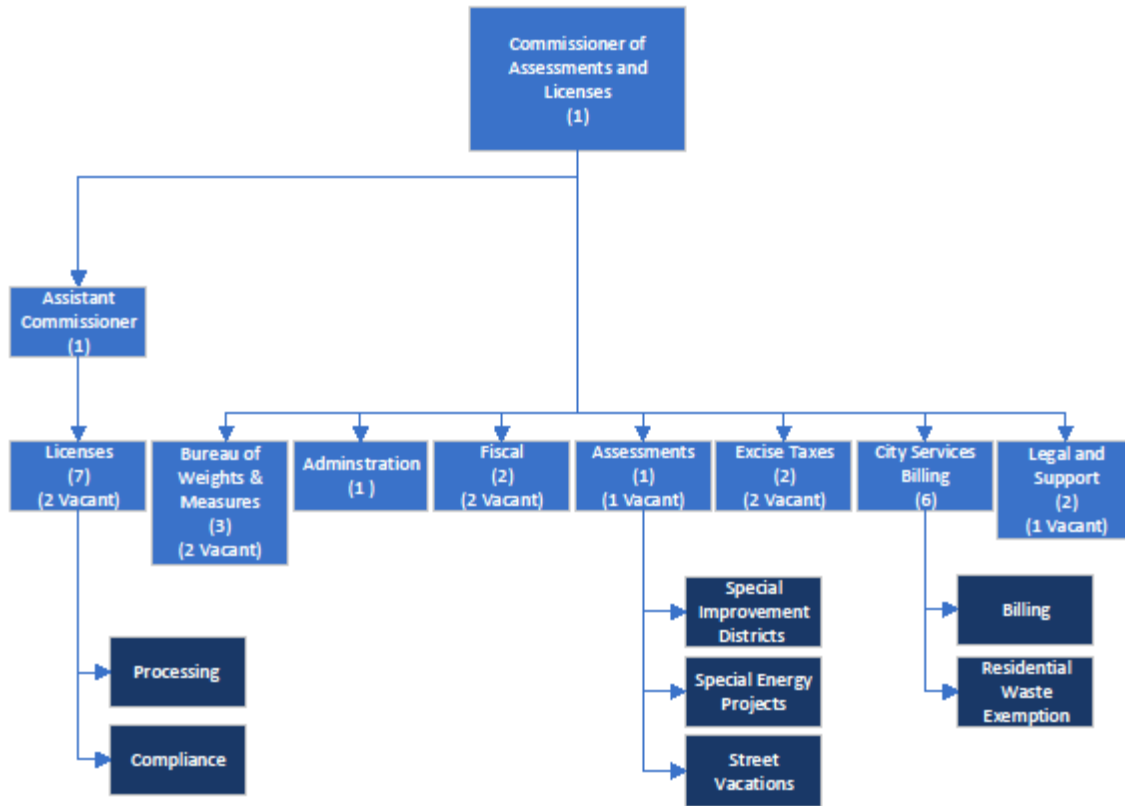 Commissioner of
Assessments and
Licenses
(1)
Assistant
Commissioner
(1)
Licenses
(7)
(2 Vacant)
Bureau of
Weights &
Measures
(3)
(2 Vacant)
Adminstration
(1 )
Fiscal
(2)
(2 Vacant)
Assessments
(1)
(1 Vacant)
Excise Taxes
(2)
(2 Vacant)
City Services
Billing
(6)
Legal and
Support
(2)
(1 Vacant)
Processing
Compliance
Special
Improvement
Districts
Special Energy
Projects
Street
Vacations
Billing
Residential
Waste
Exemption